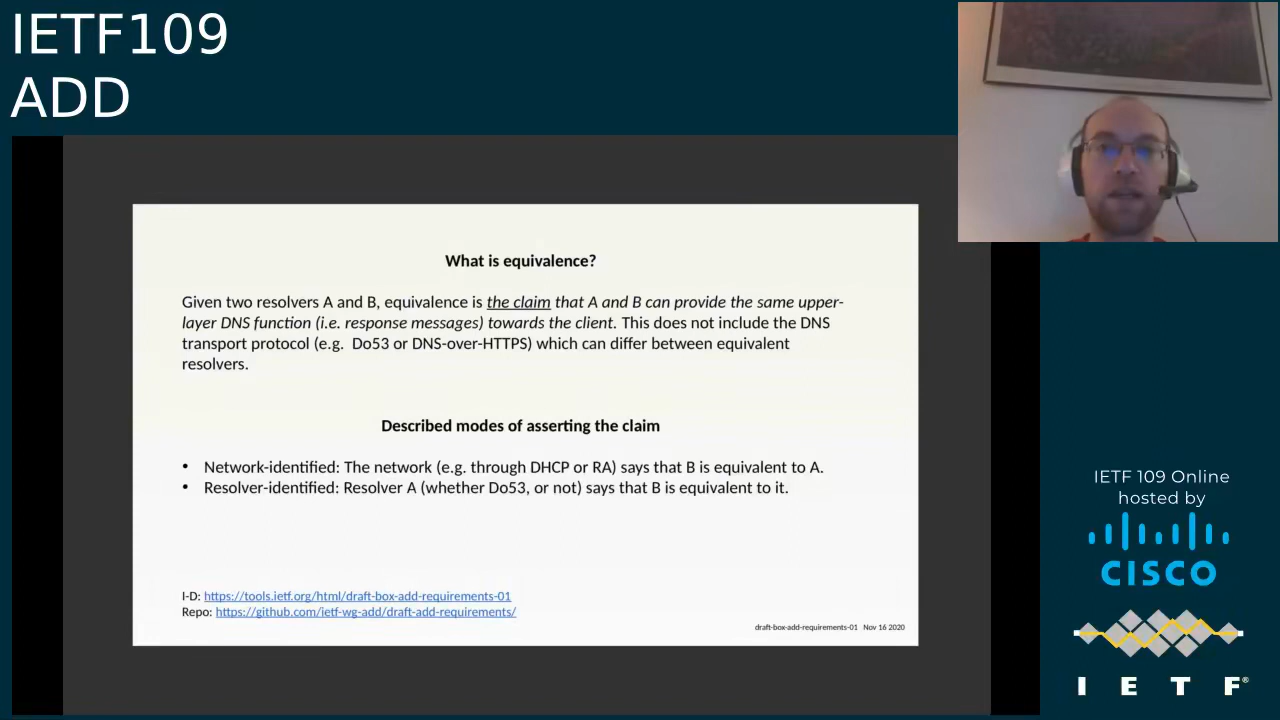 IETF109
ADD
What is equivalence?
Given two resolvers A and B, equivalence is the claim that A and B can provide the same upper-
layer DNS function (i.e. response messages) towards the client. This does not include the DNS
transport protocol (e.g. Do53 or DNS-over-HTTPS) which can differ between equivalent
resolvers.
Described modes of asserting the claim
• Network-identified: The network (e.g. through DHCP or RA) says that B is equivalent to A.
• Resolver-identified: Resolver A (whether Do53, or not) says that B is equivalent to it.
I-D: https://tools.ietf.org/html/draft-box-add-requirements-01
Repo: https://github.com/ietf-wg-add/draft-add-requirements/
draft-box-add-requirements-01 Nov 16 2020
IETF 109 Online
hosted by
CISCO
I E T F®